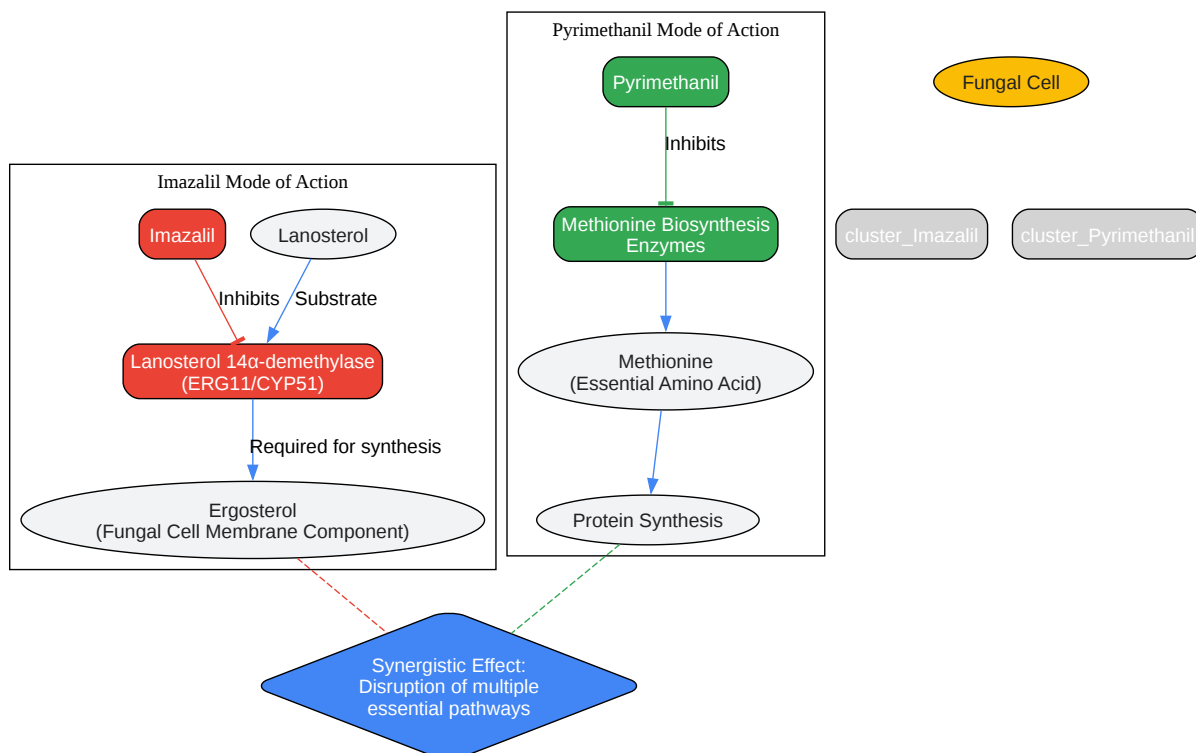 Pyrimethanil Mode of Action
Pyrimethanil
Fungal Cell
Inhibits
Imazalil Mode of Action
Imazalil
Lanosterol
Methionine Biosynthesis
Enzymes
cluster_Imazalil
cluster_Pyrimethanil
Inhibits
Substrate
Lanosterol 14α-demethylase
(ERG11/CYP51)
Methionine
(Essential Amino Acid)
Required for synthesis
Ergosterol
(Fungal Cell Membrane Component)
Protein Synthesis
Synergistic Effect:
Disruption of multiple
essential pathways